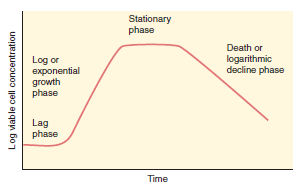 Stationary
phase
Log or
exponential
growth
phase
Death or
logarithmic
decline phase
Lag
phase
Log viable cell concentration
Time